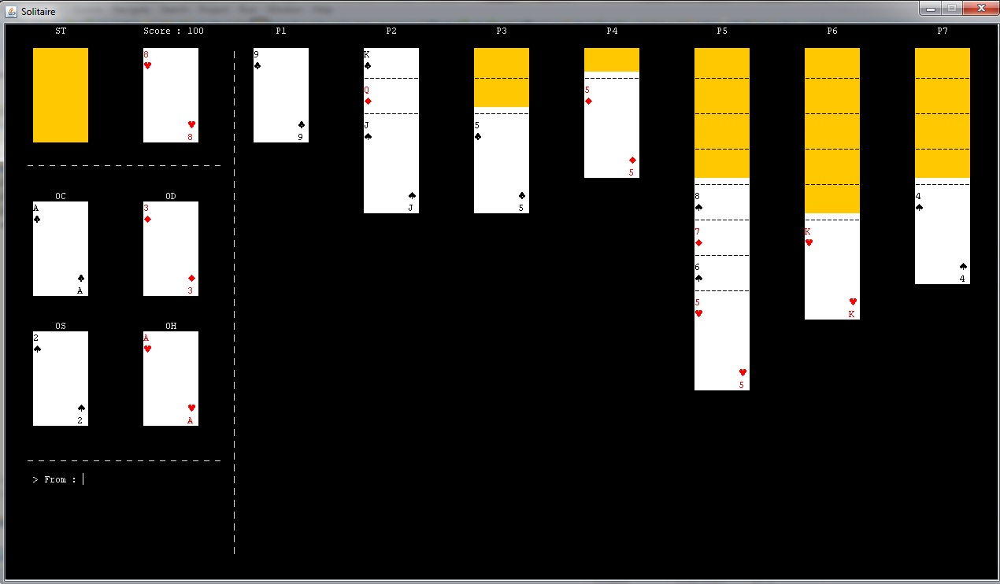 Solitaire
ST Score : 100 P1 P2 P3 P4 P5 P6 P7
8♥ 9♣ K♣
Q♦ 5♦
J♠ 5♣
♥8 ♣9
♦5
OC OD 8♠
A♣ 3♦ ♠J ♣5
7♦ K♥ 4♠
6♠
♣A ♦3 ♠4
5♥ ♥K
OS OH
2♠ A♥
♥5
♠2 ♥A
> From :